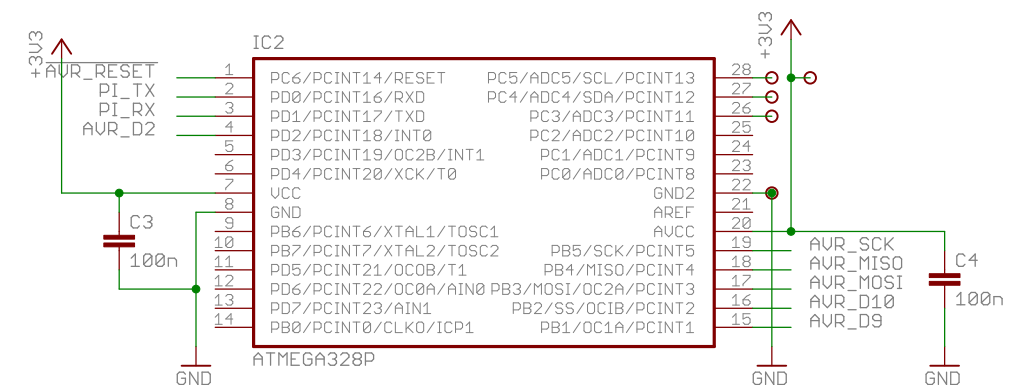 +3V3
IC2
+3V3
AVR_RESET 1 PC6/PCINT14/RESET PC5/ADC5/SCL/PCINT13 28
PI_TX 2 PD0/PCINT16/RXD PC4/ADC4/SDA/PCINT12 27
PI_RX 3 PD1/PCINT17/TXD PC3/ADC3/PCINT11 26
AVR_D2 4 PD2/PCINT18/INT0 PC2/ADC2/PCINT10 25
5 PD3/PCINT19/OC2B/INT1 PC1/ADC1/PCINT9 24
6 PD4/PCINT20/XCK/T0 PC0/ADC0/PCINT8 23
7 VCC GND2 22
8 GND AREF 21
C3 9 PB6/PCINT6/XTAL1/TOSC1 AVCC 20
10 PB7/PCINT7/XTAL2/TOSC2 PB5/SCK/PCINT5 19 AVR_SCK
100n 11 PD5/PCINT21/OC0B/T1 PB4/MISO/PCINT4 18 AVR_MISO C4
12 PD6/PCINT22/OC0A/AIN0 PB3/MOSI/OC2A/PCINT3 17 AVR_MOSI
13 PD7/PCINT23/AIN1 PB2/SS/OCIB/PCINT2 16 AVR_D10 100n
14 PB0/PCINT0/CLKO/ICP1 PB1/OC1A/PCINT1 15 AVR_D9
ATMEGA328P
GND GND GND